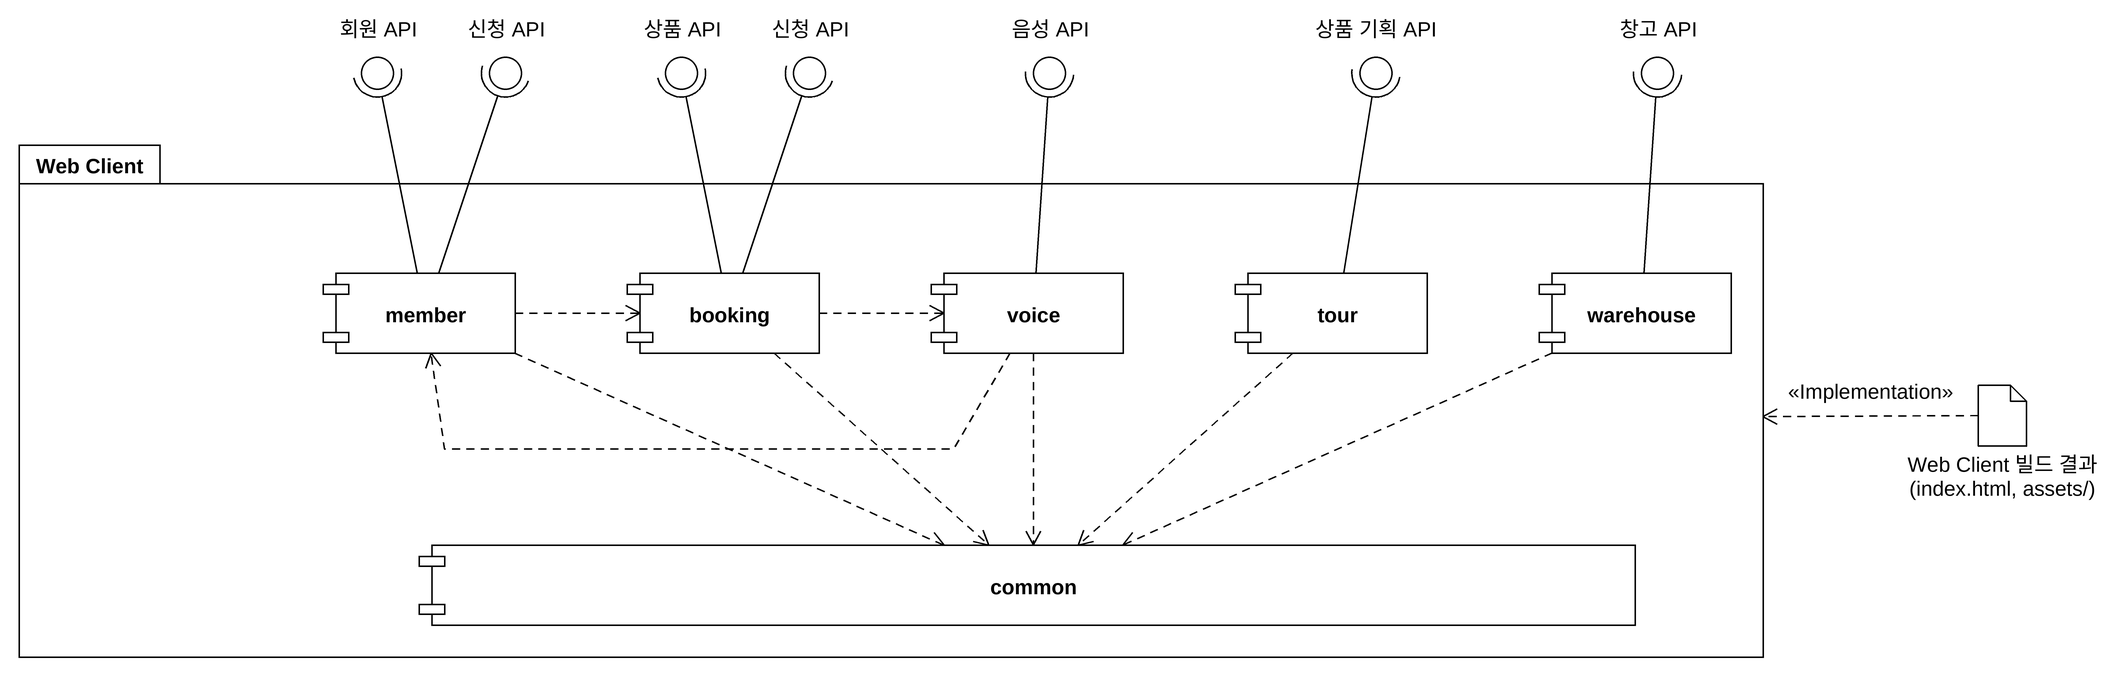 회원 API
신청 API
상품 API
신청 API
음성 API
상품 기획 API
창고 API
Web Client
member
booking
voice
tour
warehouse
«Implementation»
Web Client 빌드 결과
(index.html, assets/)
common